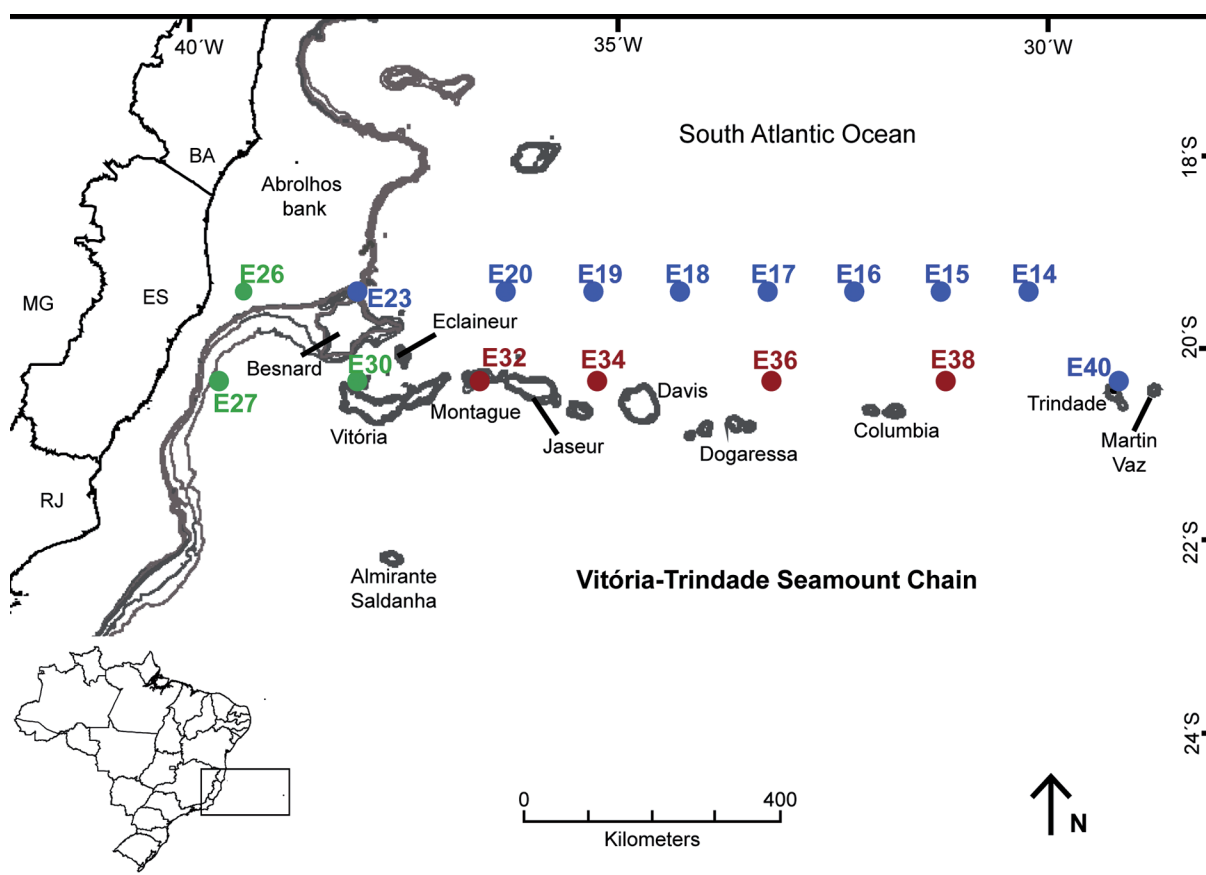 40´W
35´W
30´W
South Atlantic Ocean
18´S
BA
Abrolhos
bank
E26
E23
E20
E19
E18
E17
E16
E15
E14
MG
ES
Eclaineur
20´S
Besnard
E30
E32
E34
E36
E38
E40
E27
Vitória
Montague
Jaseur
Davis
Dogaressa
Columbia
Trindade
Martin
Vaz
RJ
22´S
Almirante
Saldanha
Vitória-Trindade Seamount Chain
24´S
0
400
Kilometers
N